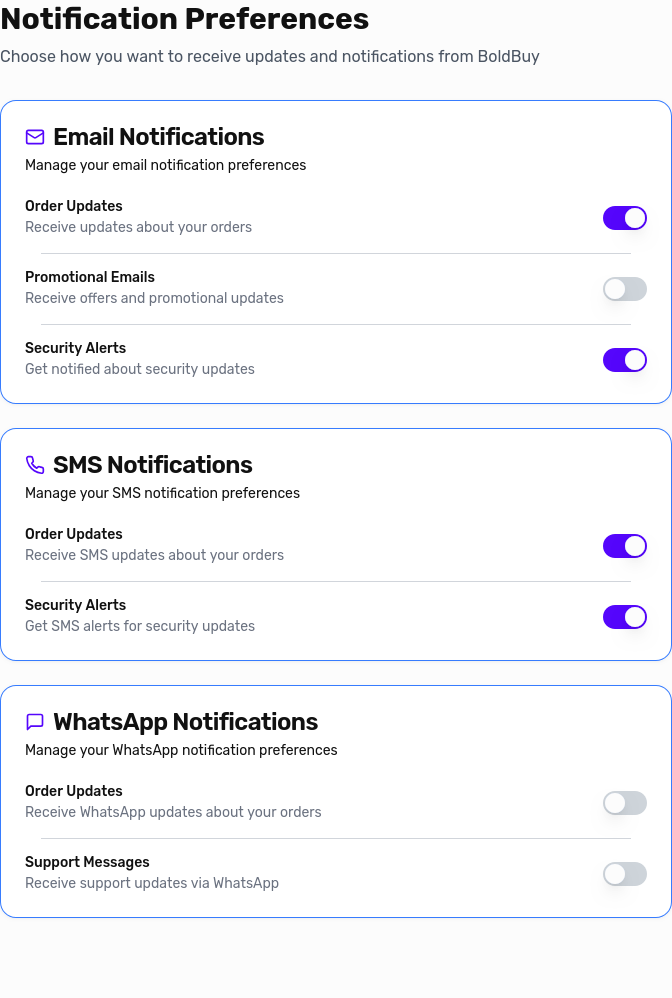 Notification Preferences
Choose how you want to receive updates and notifications from BoldBuy
Email Notifications
Manage your email notification preferences
Order Updates
Receive updates about your orders
Promotional Emails
Receive offers and promotional updates
Security Alerts
Get notified about security updates
SMS Notifications
Manage your SMS notification preferences
Order Updates
Receive SMS updates about your orders
Security Alerts
Get SMS alerts for security updates
WhatsApp Notifications
Manage your WhatsApp notification preferences
Order Updates
Receive WhatsApp updates about your orders
Support Messages
Receive support updates via WhatsApp